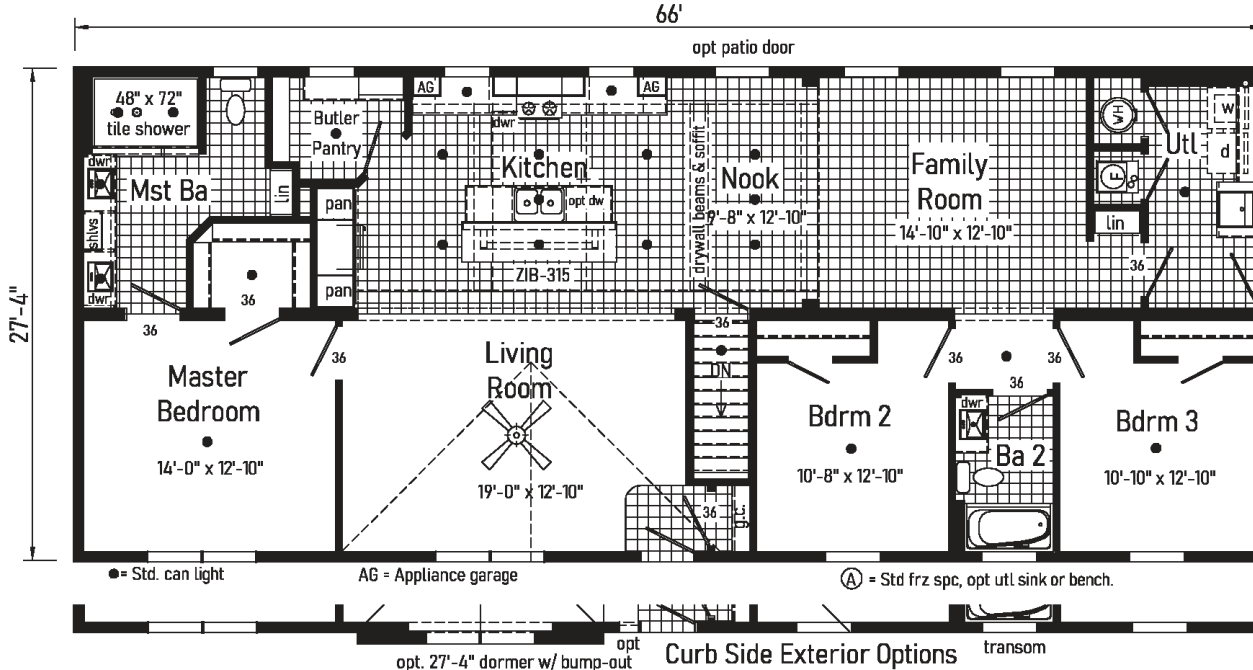 66'
opt patio door
27'-4"
48" x 72"
tile shower
Butler
Pantry
AG
AG
dwr
dwr
Mst Ba
lin
shlvs
dwr
pan
pan
36
36
36
Kitchen
opt dw
ZIB-315
drywall beams & soffit
Nook
9'-8" x 12'-10"
Family
Room
14'-10" x 12'-10"
WH
F
lin
36
Utl
w
d
Master
Bedroom
14'-0" x 12'-10"
Living
Room
19'-0" x 12'-10"
36
DN
36
g.c.
Bdrm 2
10'-8" x 12'-10"
36
36
36
dwr
Ba 2
Bdrm 3
10'-10" x 12'-10"
= Std. can light
AG = Appliance garage
Ⓐ = Std frz spc, opt utl sink or bench.
opt. 27'-4" dormer w/ bump-out
opt
Curb Side Exterior Options
transom